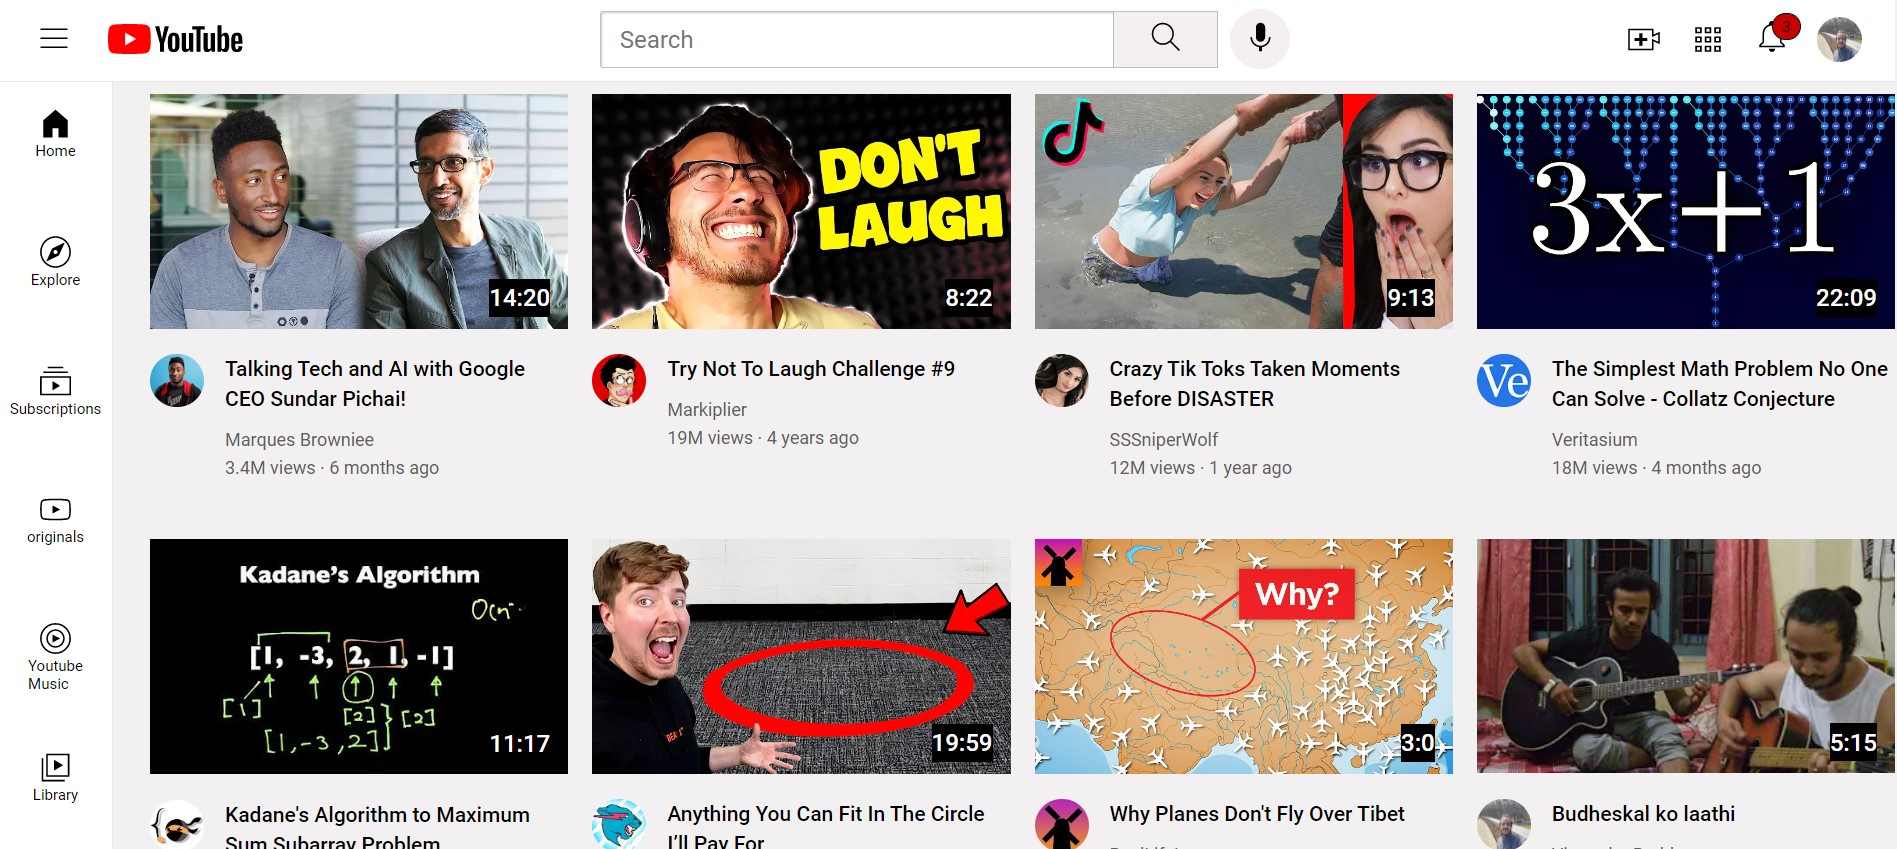 YouTube
Search
3
Home
Explore
Subscriptions
originals
Youtube
Music
Library
14:20
Talking Tech and AI with Google
CEO Sundar Pichai!
Marques Browniee
3.4M views · 6 months ago
DON'T
LAUGH
8:22
Try Not To Laugh Challenge #9
Markiplier
19M views · 4 years ago
9:13
Crazy Tik Toks Taken Moments
Before DISASTER
SSSniperWolf
12M views · 1 year ago
3x+1
22:09
Ve
The Simplest Math Problem No One
Can Solve - Collatz Conjecture
Veritasium
18M views · 4 months ago
Kadane's Algorithm
[1, -3, 2, 1, -1]
[1]
[2]
[2]
[1, -3, 2]
11:17
Kadane's Algorithm to Maximum
Sum Subarray Problem
19:59
Anything You Can Fit In The Circle
I'll Pay For
Why?
3:0
Why Planes Don't Fly Over Tibet
5:15
Budheskal ko laathi